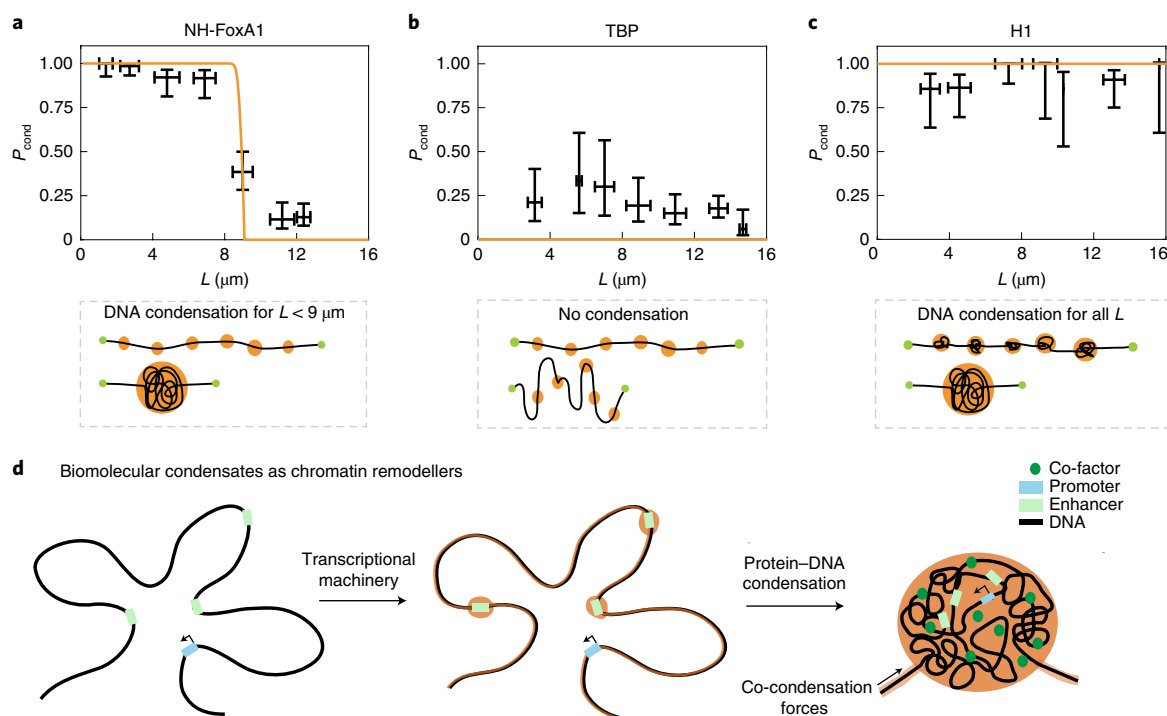 a
NH-FoxA1
1.00
0.75
0.50
0.25
0
P cond
0 4 8 12 16
L (μm)
DNA condensation for L < 9 μm
b
TBP
1.00
0.75
0.50
0.25
0
P cond
0 4 8 12 16
L (μm)
No condensation
c
H1
1.00
0.75
0.50
0.25
0
P cond
0 4 8 12 16
L (μm)
DNA condensation for all L
d
Biomolecular condensates as chromatin remodellers
Transcriptional
machinery
Protein–DNA
condensation
Co-factor
Promoter
Enhancer
DNA
Co-condensation
forces